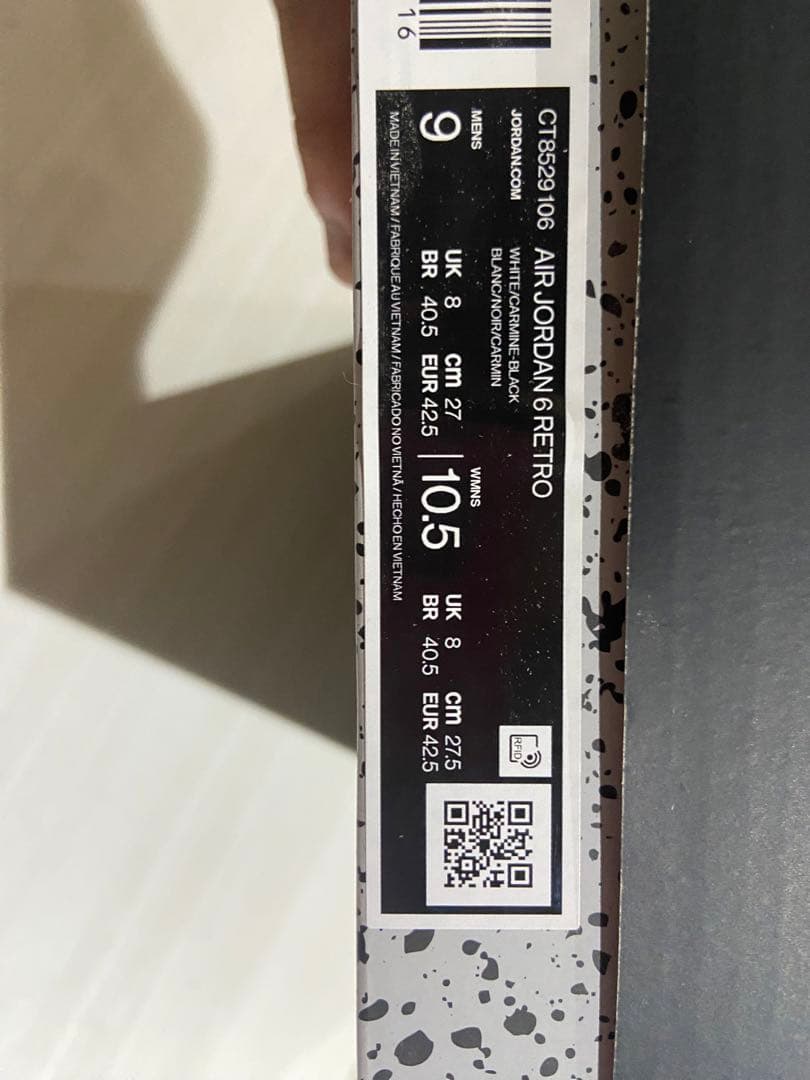 16
CT8529 106 AIR JORDAN 6 RETRO
JORDAN.COM WHITE/CARMINE-BLACK
BLANC/NOIR/CARMIN
MENS WMNS
9 UK 8 cm 27 | 10.5 UK 8 cm 27.5
BR 40.5 EUR 42.5 BR 40.5 EUR 42.5
MADE IN VIETNAM / FABRIQUE AU VIETNAM / FABRICADO NO VIETNÃ / HECHO EN VIETNAM
RFID